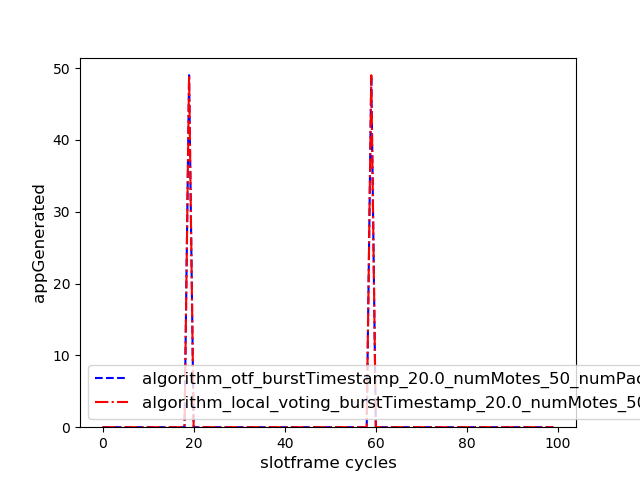 50
40
30
20
10
0
appGenerated
algorithm_otf_burstTimestamp_20.0_numMotes_50_numPac
algorithm_local_voting_burstTimestamp_20.0_numMotes_50
0 20 40 60 80 100
slotframe cycles